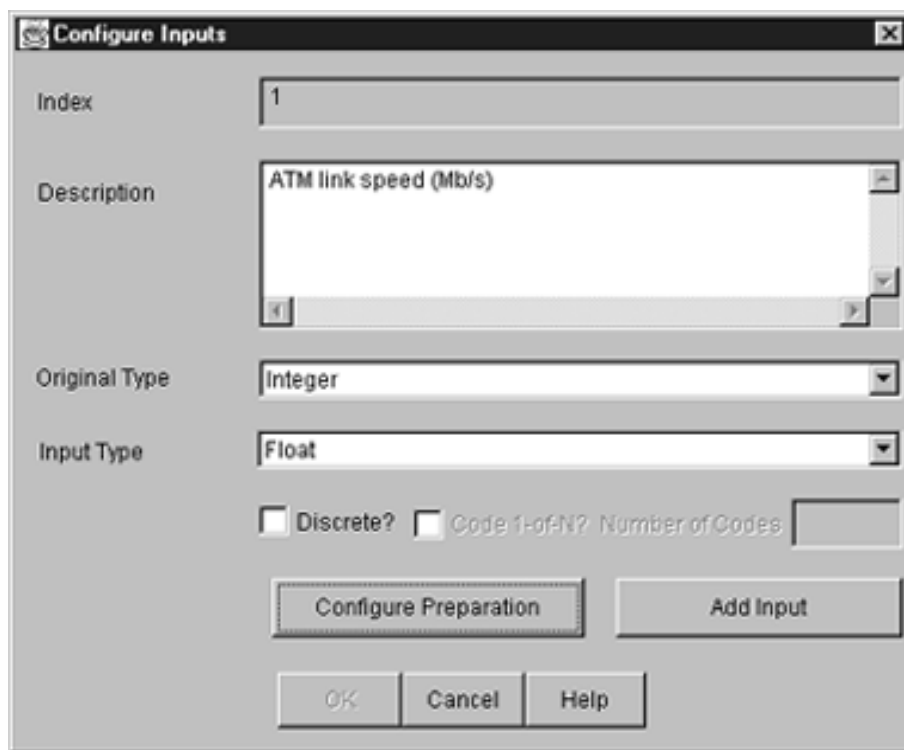 Configure Inputs
Index 1
Description ATM link speed (Mb/s)
Original Type Integer
Input Type Float
Discrete? Code 1-of-N? Number of Codes
Configure Preparation Add Input
OK Cancel Help